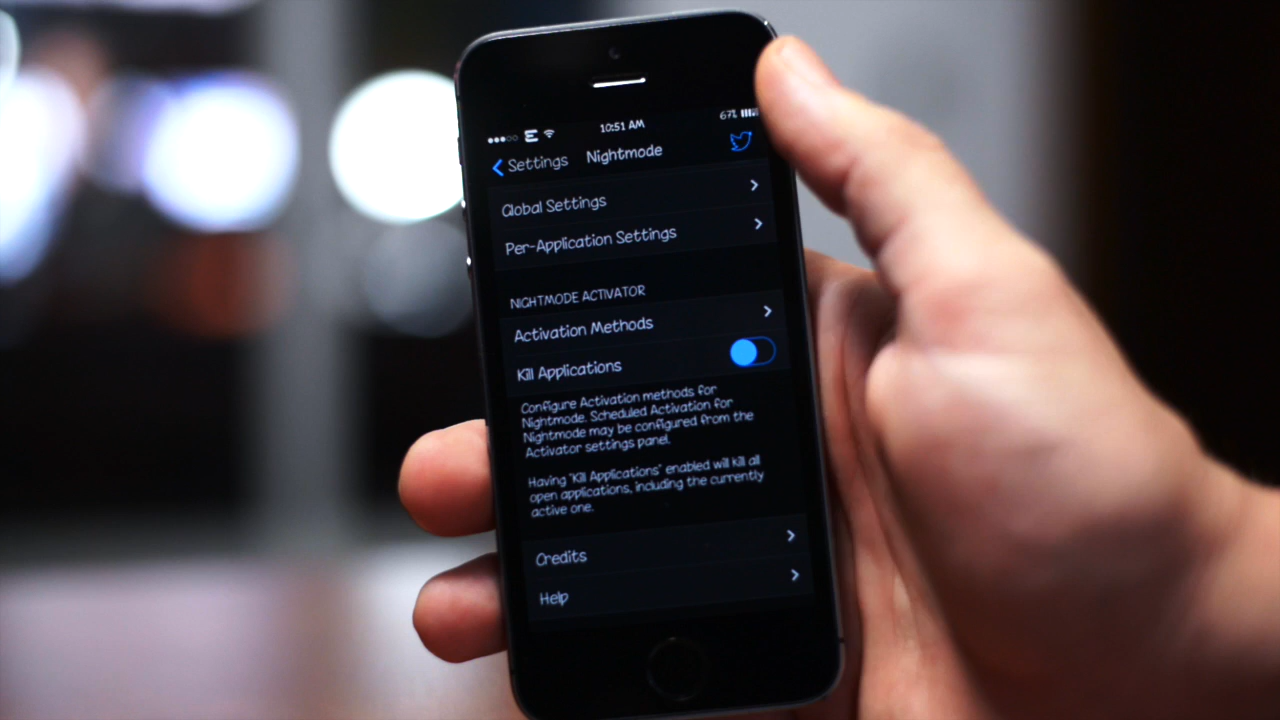 10:51 AM
67%
Settings
Nightmode
Global Settings
Per-Application Settings
NIGHTMODE ACTIVATOR
Activation Methods
Kill Applications
Configure Activation methods for
Nightmode. Scheduled Activation for
Nightmode may be configured from the
Activator settings panel.
Having "Kill Applications" enabled will kill all
open applications, including the currently
active one.
Credits
Help